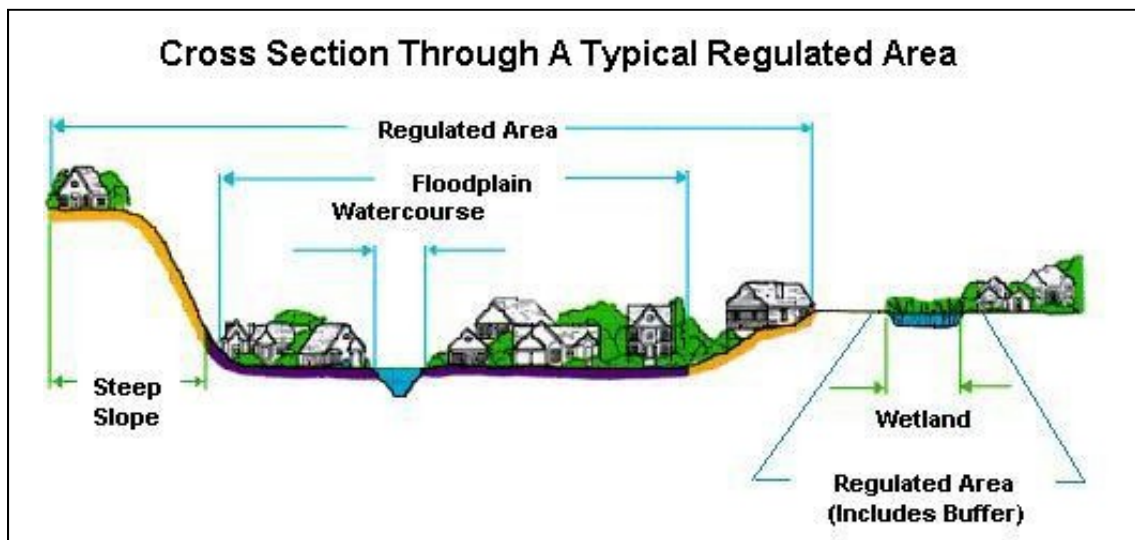 Cross Section Through A Typical Regulated Area
Regulated Area
Floodplain
Watercourse
Steep
Slope
Wetland
Regulated Area
(Includes Buffer)